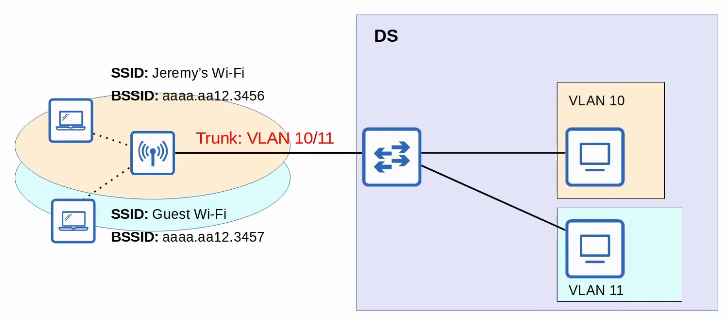 DS
SSID: Jeremy's Wi-Fi
BSSID: aaaa.aa12.3456
VLAN 10
Trunk: VLAN 10/11
SSID: Guest Wi-Fi
BSSID: aaaa.aa12.3457
VLAN 11